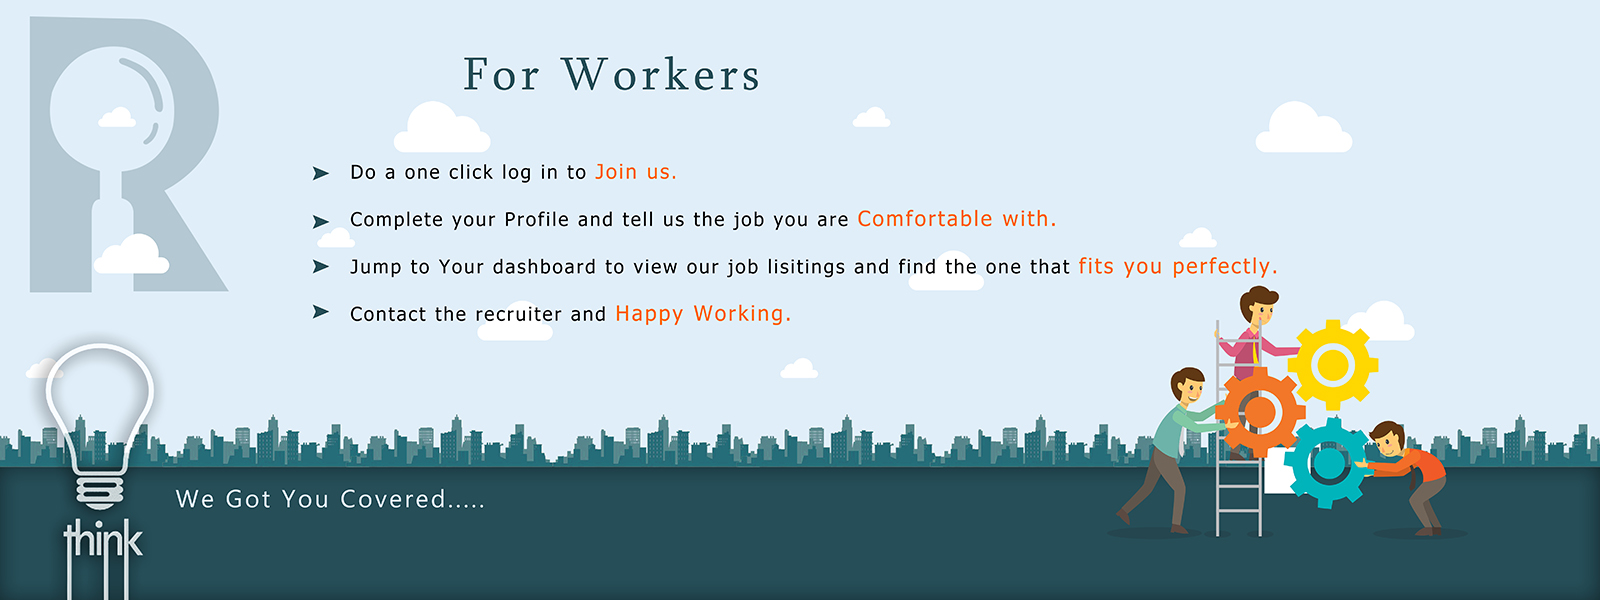 For Workers
Do a one click log in to Join us.
Complete your Profile and tell us the job you are Comfortable with.
Jump to Your dashboard to view our job lisitings and find the one that fits you perfectly.
Contact the recruiter and Happy Working.
We Got You Covered.....
think